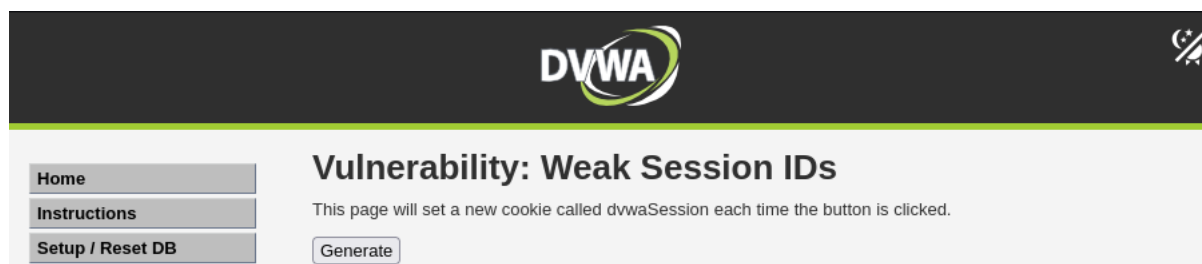 DVWA
Home
Instructions
Setup / Reset DB
Vulnerability: Weak Session IDs
This page will set a new cookie called dvwaSession each time the button is clicked.
Generate